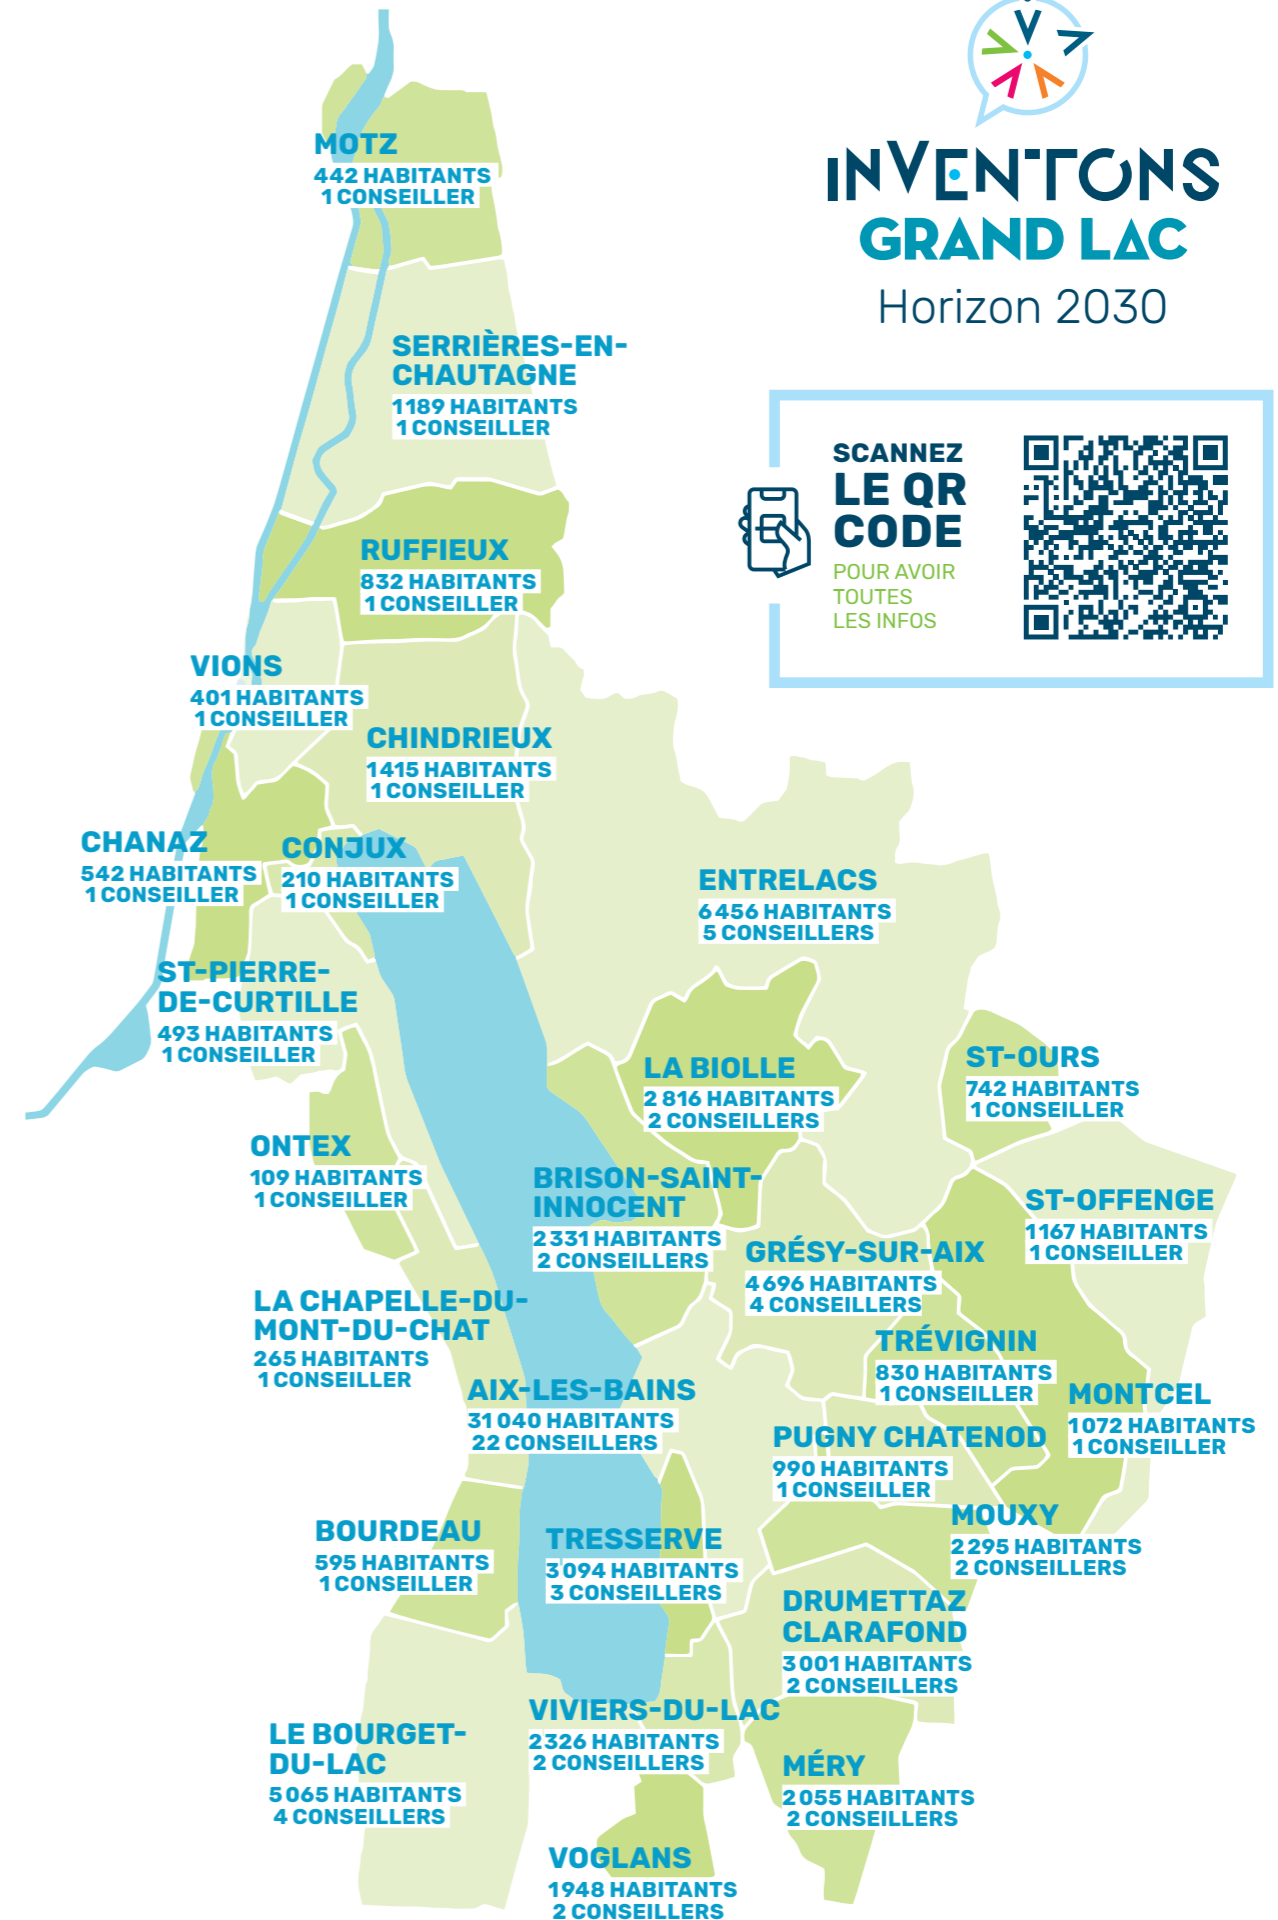 INVENTONS
GRAND LAC
Horizon 2030
SCANNEZ
LE QR
CODE
POUR AVOIR
TOUTES
LES INFOS
MOTZ
442 HABITANTS
1 CONSEILLER
SERRIÈRES-EN-
CHAUTAGNE
1189 HABITANTS
1 CONSEILLER
RUFFIEUX
832 HABITANTS
1 CONSEILLER
VIONS
401 HABITANTS
1 CONSEILLER
CHINDRIEUX
1415 HABITANTS
1 CONSEILLER
CHANAZ
542 HABITANTS
1 CONSEILLER
CONJUX
210 HABITANTS
1 CONSEILLER
ENTRELACS
6 456 HABITANTS
5 CONSEILLERS
ST-PIERRE-
DE-CURTILLE
493 HABITANTS
1 CONSEILLER
LA BIOLLE
2 816 HABITANTS
2 CONSEILLERS
ST-OURS
742 HABITANTS
1 CONSEILLER
ONTEX
109 HABITANTS
1 CONSEILLER
BRISON-SAINT-
INNOCENT
2 331 HABITANTS
2 CONSEILLERS
ST-OFFENGE
1167 HABITANTS
1 CONSEILLER
GRÉSY-SUR-AIX
4 696 HABITANTS
4 CONSEILLERS
LA CHAPELLE-DU-
MONT-DU-CHAT
265 HABITANTS
1 CONSEILLER
TRÉVIGNIN
830 HABITANTS
1 CONSEILLER
AIX-LES-BAINS
31 040 HABITANTS
22 CONSEILLERS
MONTCEL
1072 HABITANTS
1 CONSEILLER
PUGNY CHATENOD
990 HABITANTS
1 CONSEILLER
MOUXY
2 295 HABITANTS
2 CONSEILLERS
BOURDEAU
595 HABITANTS
1 CONSEILLER
TRESSERVE
3 094 HABITANTS
3 CONSEILLERS
DRUMETTAZ
CLARAFOND
3 001 HABITANTS
2 CONSEILLERS
VIVIERS-DU-LAC
2 326 HABITANTS
2 CONSEILLERS
LE BOURGET-
DU-LAC
5 065 HABITANTS
4 CONSEILLERS
MÉRY
2 055 HABITANTS
2 CONSEILLERS
VOGLANS
1948 HABITANTS
2 CONSEILLERS